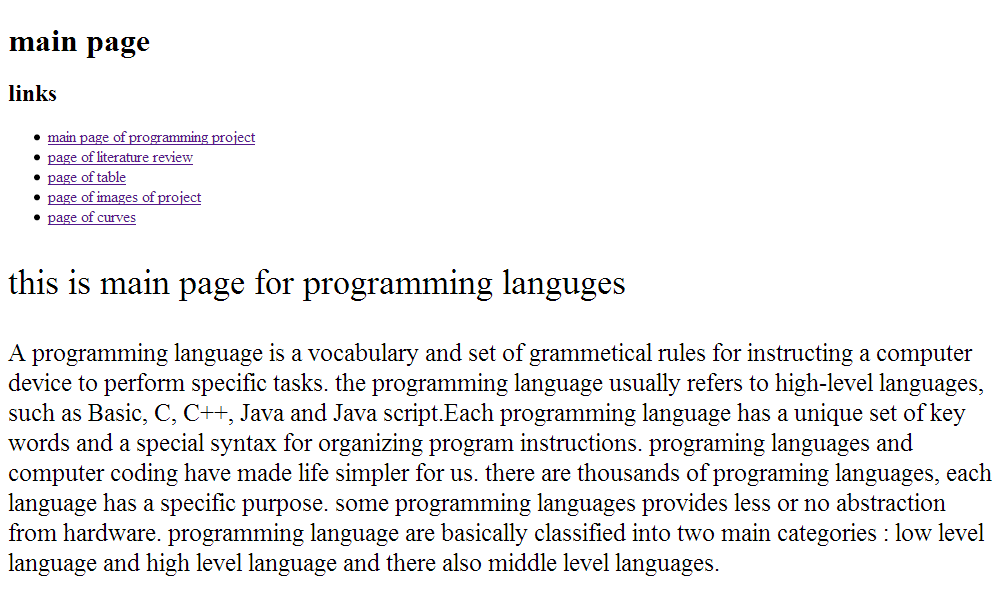 main page
links
main page of programming project
page of literature review
page of table
page of images of project
page of curves
this is main page for programming languges
A programming language is a vocabulary and set of grammetical rules for instructing a computer
device to perform specific tasks. the programming language usually refers to high-level languages,
such as Basic, C, C++, Java and Java script.Each programming language has a unique set of key
words and a special syntax for organizing program instructions. programing languages and
computer coding have made life simpler for us. there are thousands of programing languages, each
language has a specific purpose. some programming languages provides less or no abstraction
from hardware. programming language are basically classified into two main categories : low level
language and high level language and there also middle level languages.